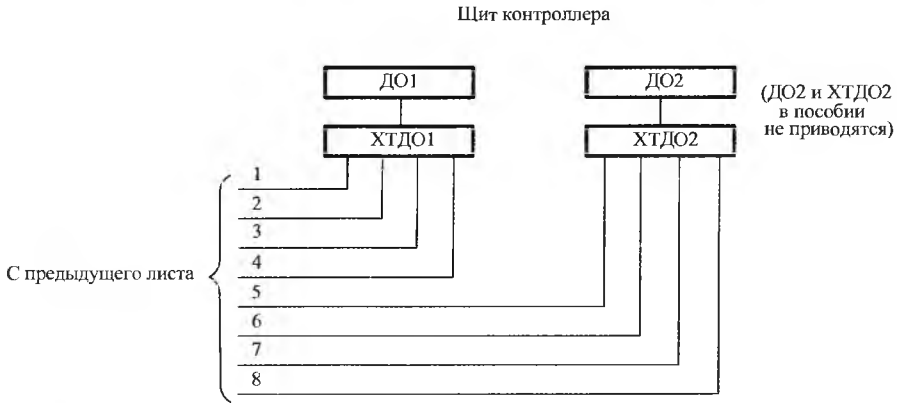 Щит контроллера
ДО1
ДО2
(ДО2 и ХТДО2
в пособии
не приводятся)
ХТДО1
ХТДО2
1
2
3
4
С предыдущего листа
5
6
7
8